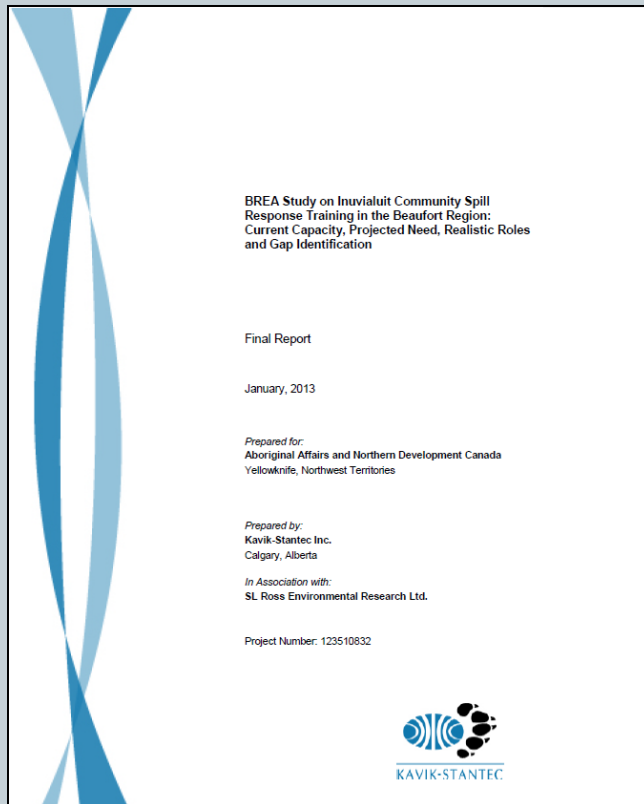 BREA Study on Inuvialuit Community Spill
Response Training in the Beaufort Region:
Current Capacity, Projected Need, Realistic Roles
and Gap Identification
Final Report
January, 2013
Prepared for:
Aboriginal Affairs and Northern Development Canada
Yellowknife, Northwest Territories
Prepared by:
Kavik-Stantec Inc.
Calgary, Alberta
In Association with:
SL Ross Environmental Research Ltd.
Project Number: 123510832
KAVIK-STANTEC